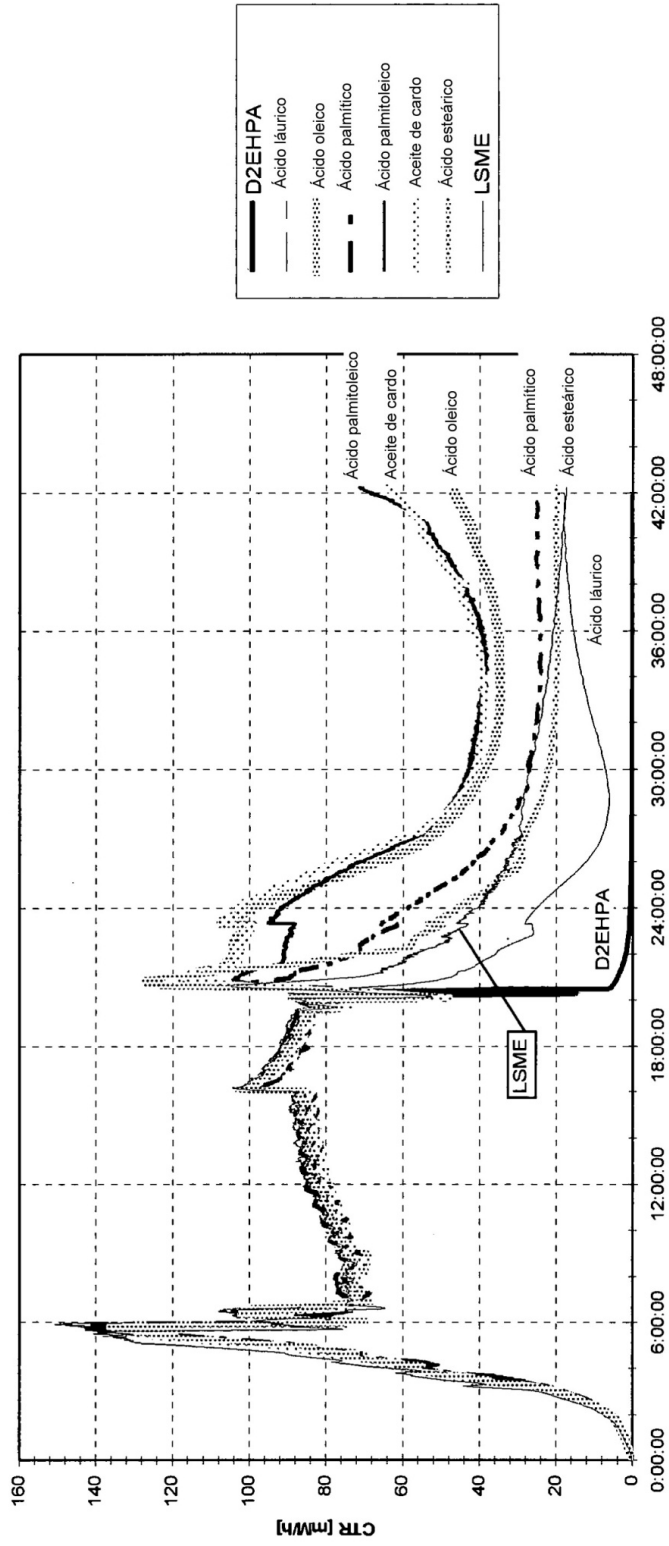 CTR [mW/h]
160
140
120
100
80
60
40
20
0
0:00:00
6:00:00
12:00:00
18:00:00
24:00:00
30:00:00
36:00:00
42:00:00
48:00:00
LSME
D2EHPA
Ácido láurico
Ácido palmitoleico
Aceite de cardo
Ácido oleico
Ácido palmítico
Ácido esteárico
D2EHPA
Ácido láurico
Ácido oleico
Ácido palmítico
Ácido palmitoleico
Aceite de cardo
Ácido esteárico
LSME